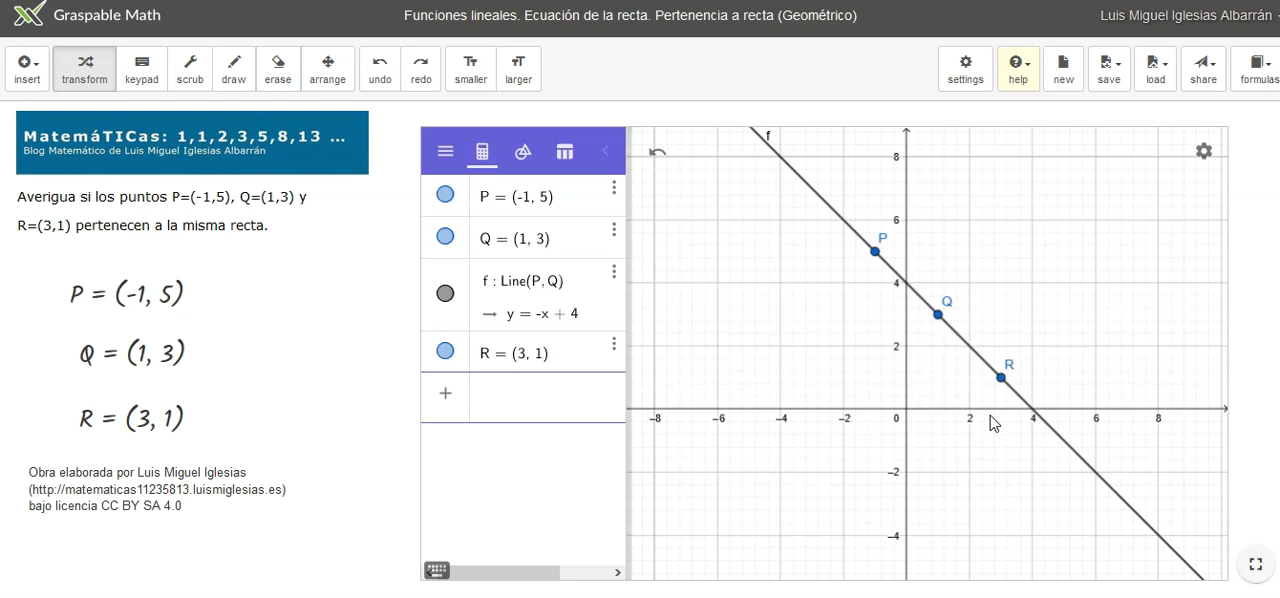 Graspable Math
Funciones lineales. Ecuación de la recta. Pertenencia a recta (Geométrico)
Luis Miguel Iglesias Albarrán
insert transform keypad scrub draw erase arrange undo redo smaller larger settings help new save load share formulas
MatemáTICas: 1,1,2,3,5,8,13 ...
Blog Matemático de Luis Miguel Iglesias Albarrán
Averigua si los puntos P=(-1,5), Q=(1,3) y
R=(3,1) pertenecen a la misma recta.
P = (-1, 5)
Q = (1, 3)
R = (3, 1)
Obra elaborada por Luis Miguel Iglesias
(http://matematicas11235813.luismiglesias.es)
bajo licencia CC BY SA 4.0
P = (-1, 5)
Q = (1, 3)
f : Line(P, Q)
→ y = -x + 4
R = (3, 1)
+
f
8
6
P
4
Q
2
R
-8 -6 -4 -2 0 2 4 6 8
-2
-4